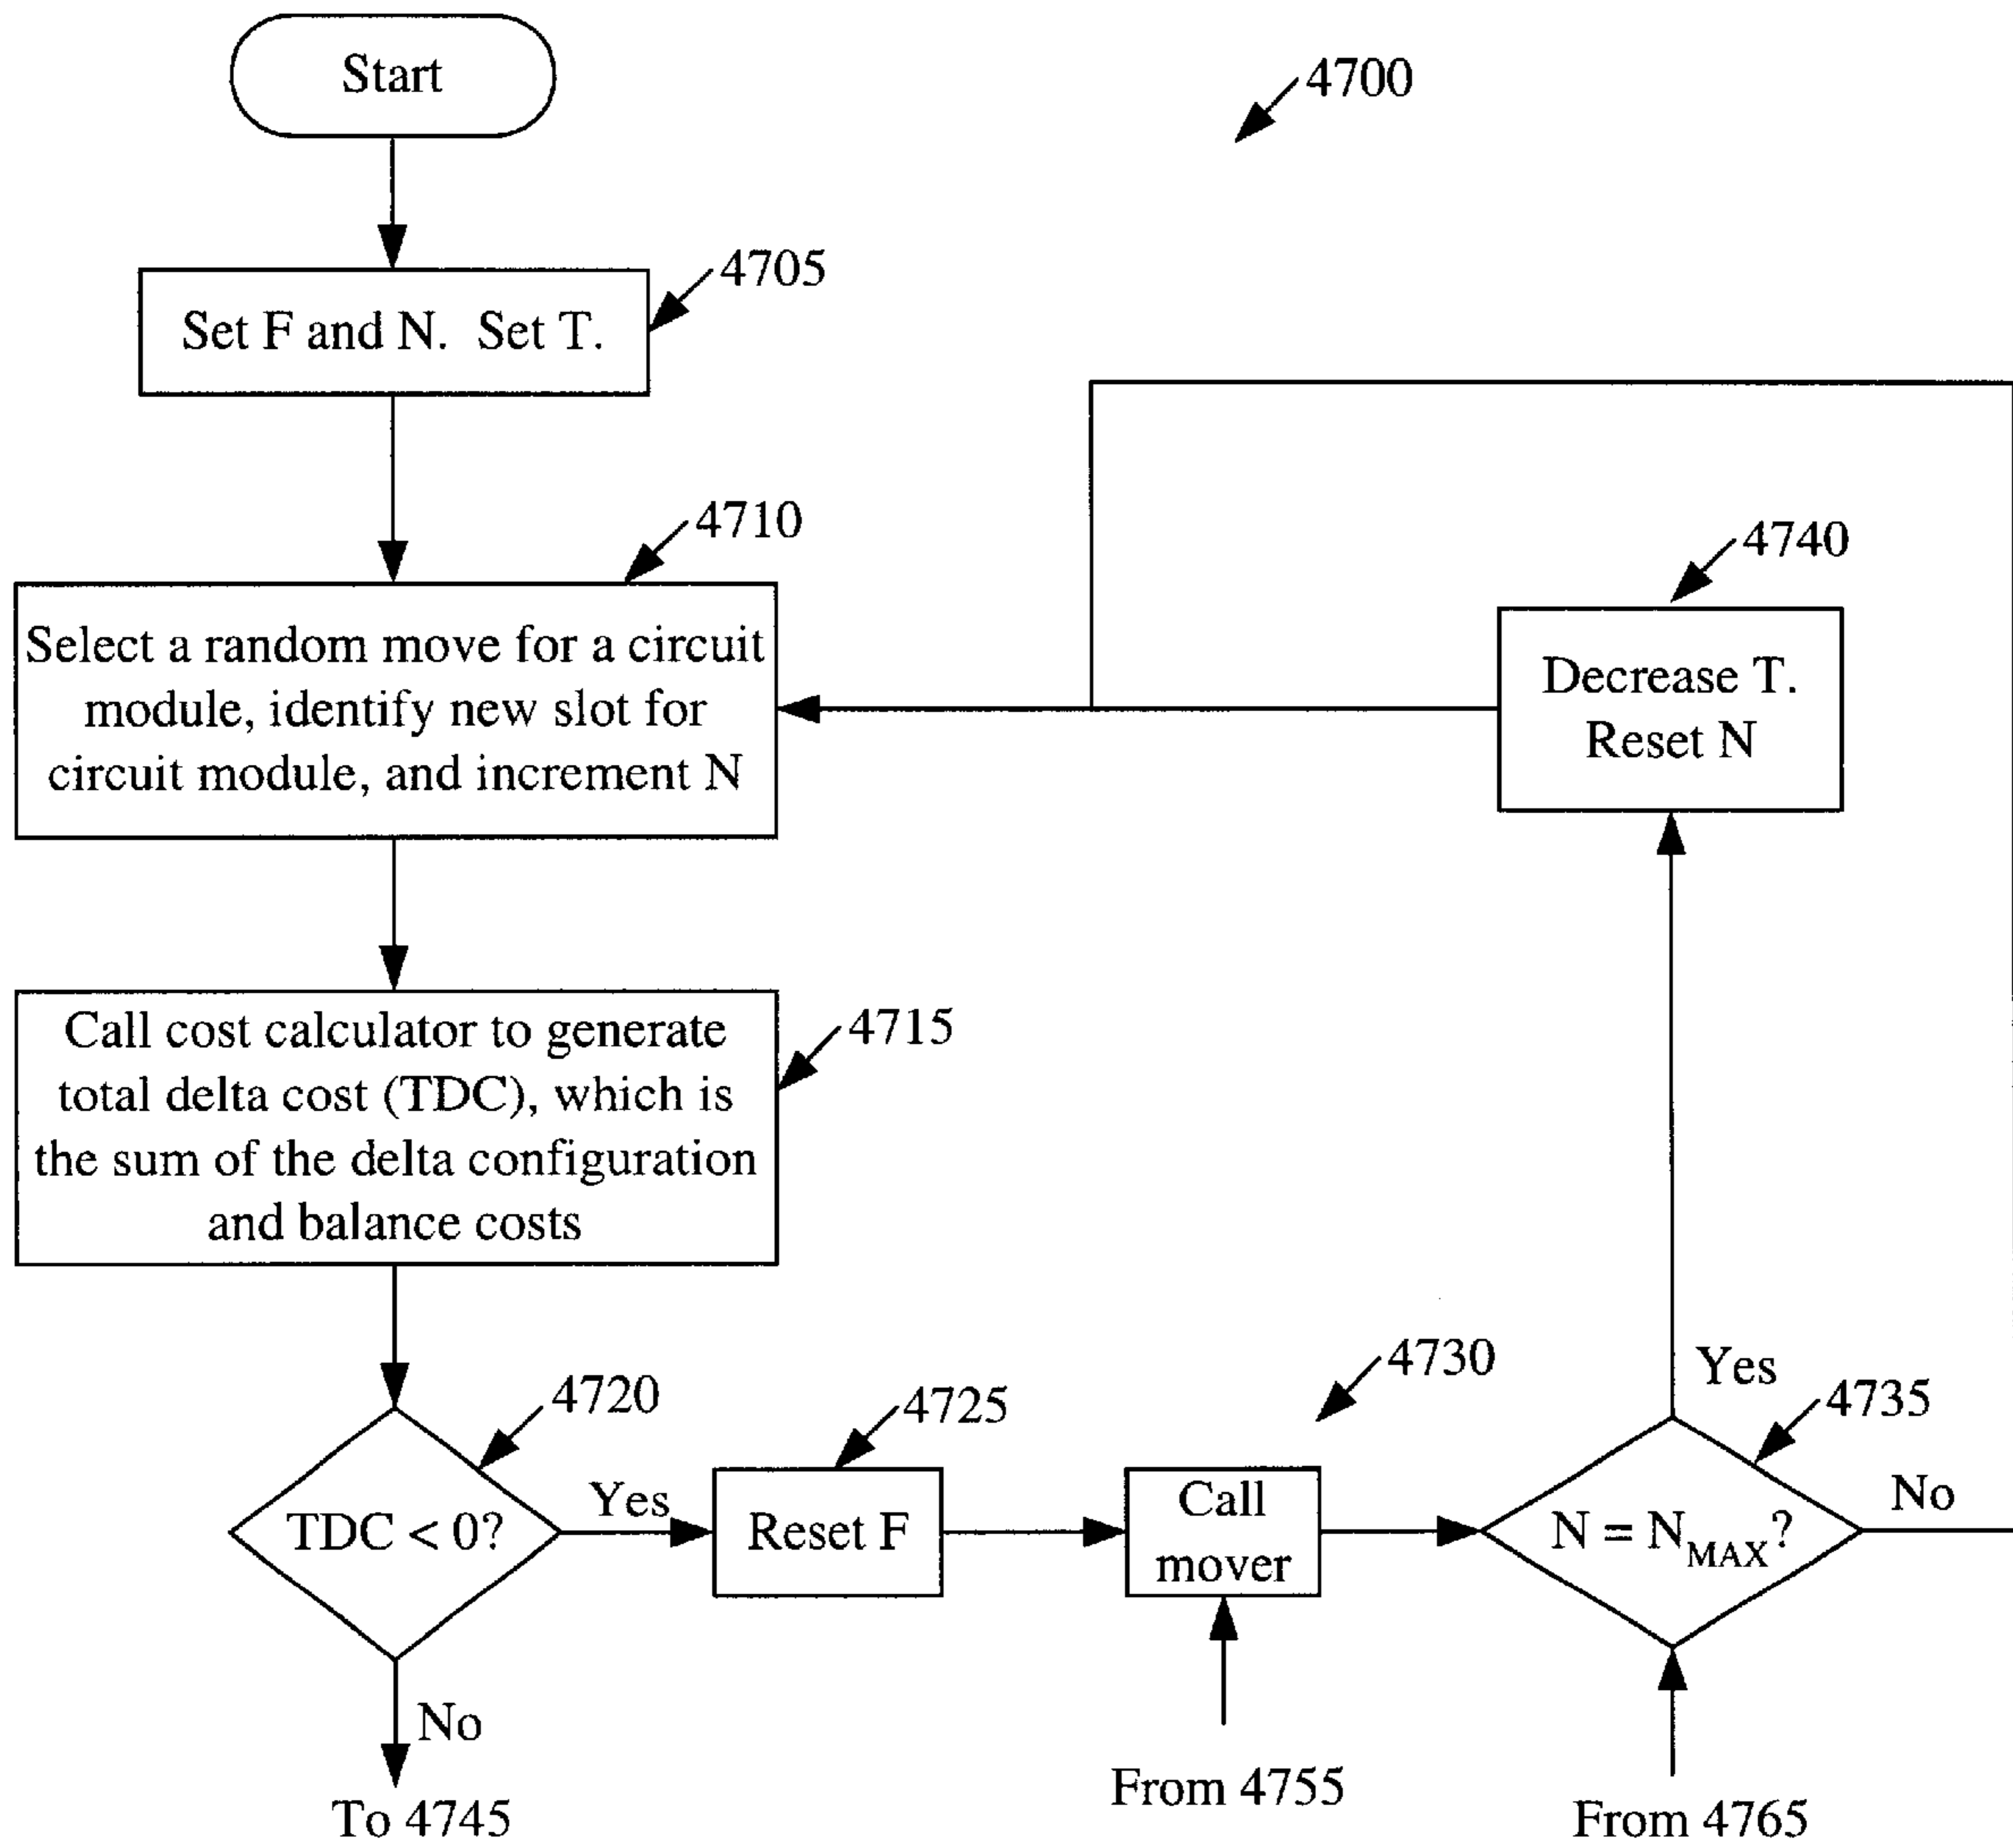 Start
4700
4705
Set F and N. Set T.
4710
4740
Select a random move for a circuit
module, identify new slot for
circuit module, and increment N
Decrease T.
Reset N
4715
Call cost calculator to generate
total delta cost (TDC), which is
the sum of the delta configuration
and balance costs
4720
4725
4730
Yes
4735
TDC < 0?
Yes
Reset F
Call
mover
N = NMAX?
No
No
To 4745
From 4755
From 4765